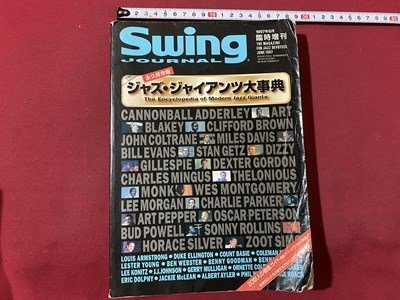 Swing
JOURNAL
1997年6月
臨時増刊
THE MAGAZINE
FOR JAZZ DEVOTEES
JUNE 1997
永久保存版
ジャズ・ジャイアンツ大事典
The Encyclopedia of Modern Jazz Giants
CANNONBALL ADDERLEY ART
BLAKEY CLIFFORD BROWN
JOHN COLTRANE MILES DAVIS
BILL EVANS STAN GETZ DIZZY
GILLESPIE DEXTER GORDON
CHARLES MINGUS THELONIOUS
MONK WES MONTGOMERY
LEE MORGAN CHARLIE PARKER
ART PEPPER OSCAR PETERSON
BUD POWELL SONNY ROLLINS
HORACE SILVER ZOOT SIMS
LOUIS ARMSTRONG DUKE ELLINGTON COUNT BASIE COLEMAN
LESTER YOUNG BEN WEBSTER BENNY GOODMAN
LEE KONITZ J.J.JOHNSON GERRY MULLIGAN ORNETTE
ERIC DOLPHY JACKIE McLEAN ALBERT AYLER PHIL ROACH